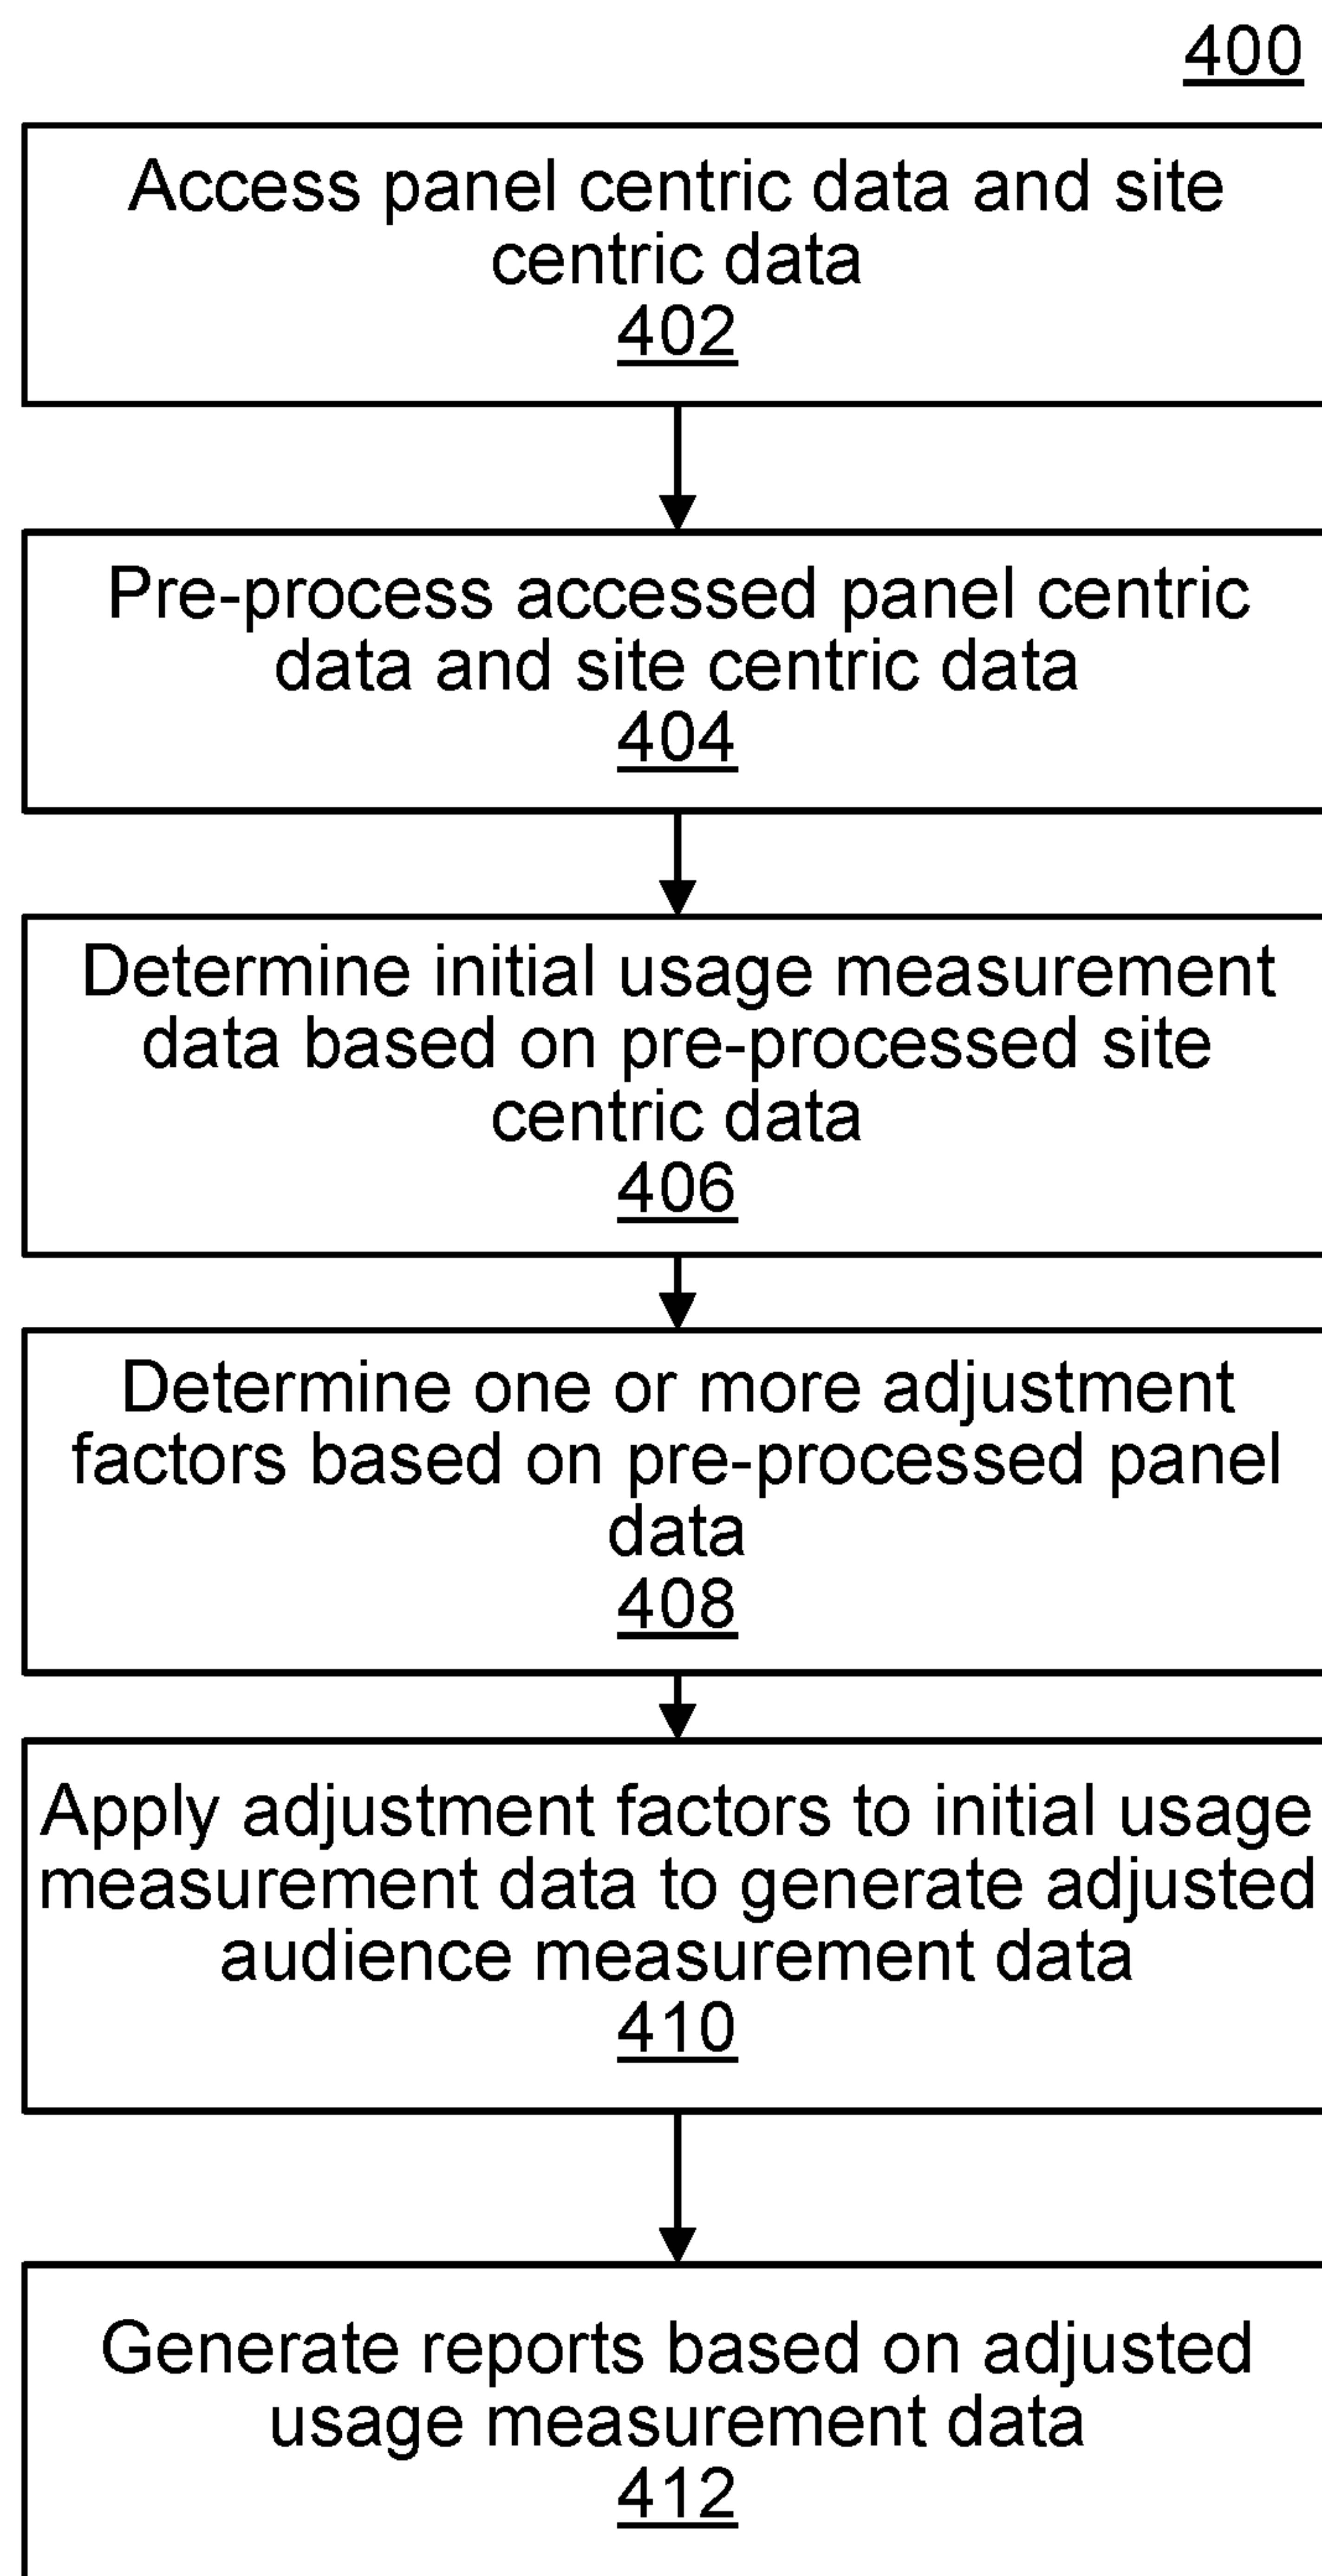 400
Access panel centric data and site
centric data
402
Pre-process accessed panel centric
data and site centric data
404
Determine initial usage measurement
data based on pre-processed site
centric data
406
Determine one or more adjustment
factors based on pre-processed panel
data
408
Apply adjustment factors to initial usage
measurement data to generate adjusted
audience measurement data
410
Generate reports based on adjusted
usage measurement data
412